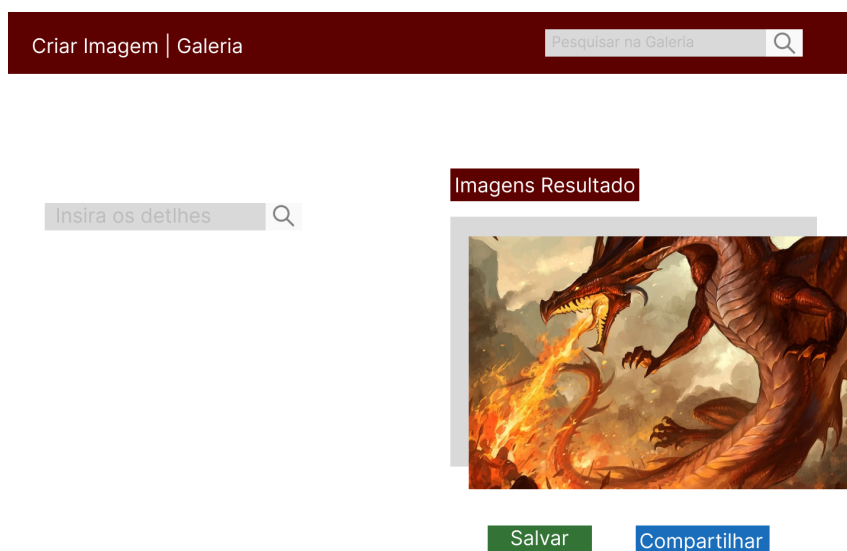 Criar Imagem | Galeria
Pesquisar na Galeria
Imagens Resultado
Insira os detlhes
Salvar
Compartilhar